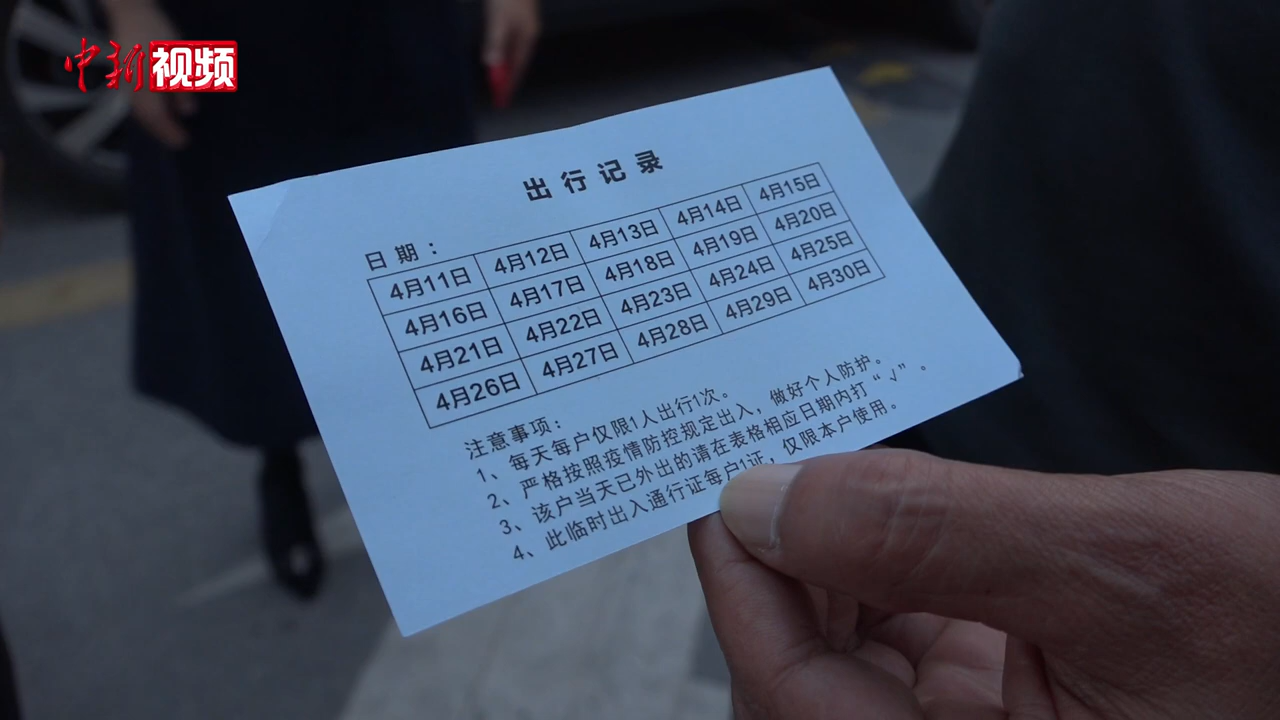 中新视频
出行记录
日期：
4月11日 4月12日 4月13日 4月14日 4月15日
4月16日 4月17日 4月18日 4月19日 4月20日
4月21日 4月22日 4月23日 4月24日 4月25日
4月26日 4月27日 4月28日 4月29日 4月30日
注意事项：
1、每天每户仅限1人出行1次。
2、严格按照疫情防控规定出入，做好个人防护。
3、该户当天已外出的请在表格相应日期内打“√”。
4、此临时出入通行证每户1证，仅限本户使用。